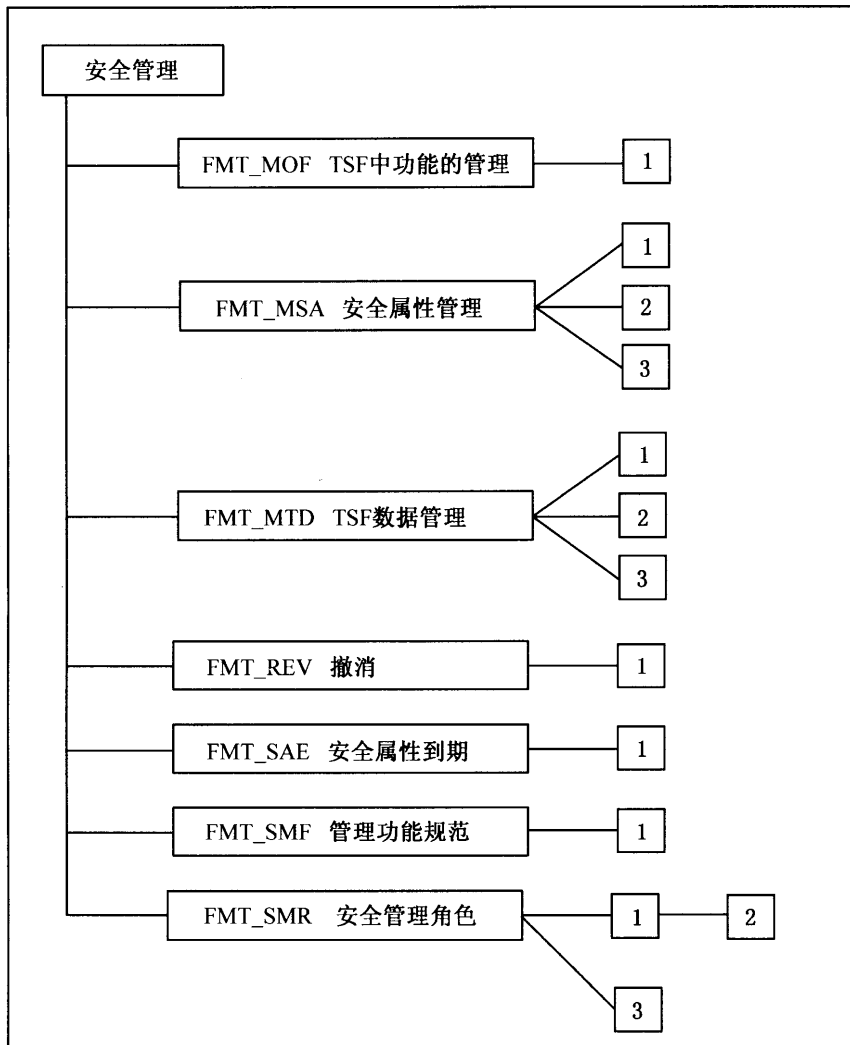 安全管理
FMT_MOF TSF中功能的管理 1
1
FMT_MSA 安全属性管理 2
3
1
FMT_MTD TSF数据管理 2
3
FMT_REV 撤消 1
FMT_SAE 安全属性到期 1
FMT_SMF 管理功能规范 1
FMT_SMR 安全管理角色 1 2
3